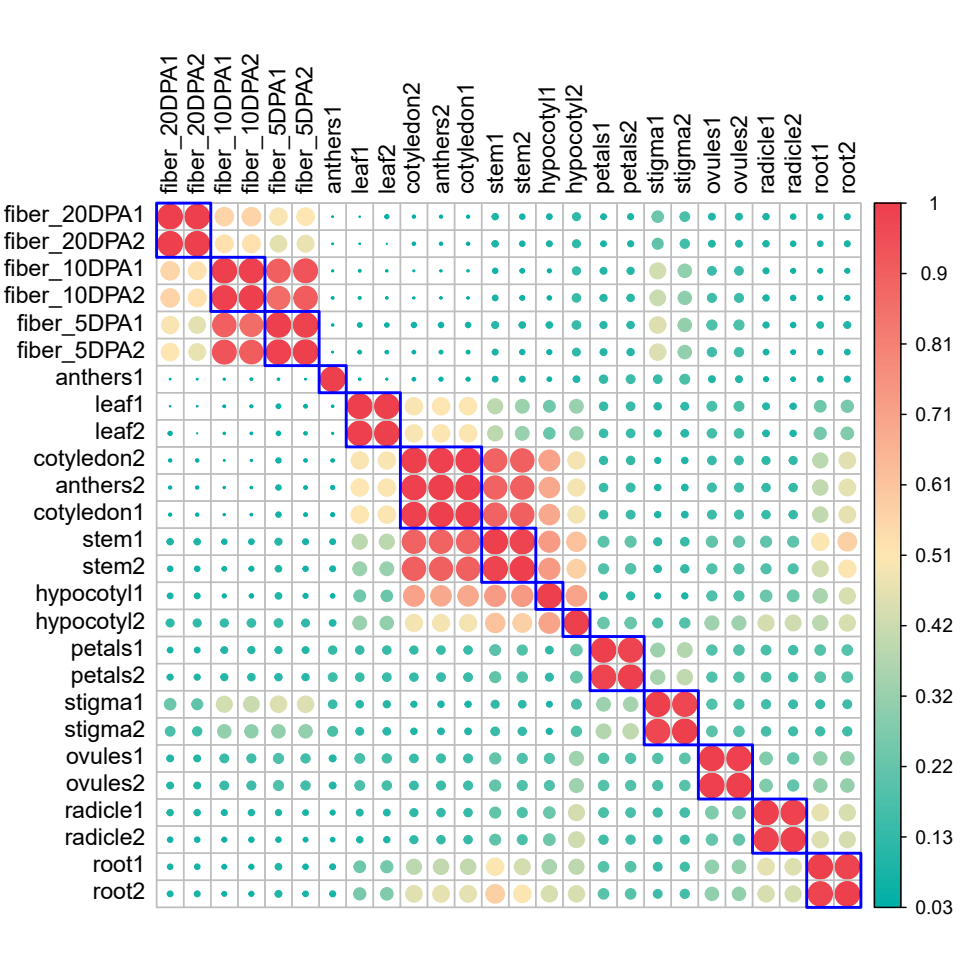 fiber_20DPA1
fiber_20DPA2
fiber_10DPA1
fiber_10DPA2
fiber_5DPA1
fiber_5DPA2
anthers1
leaf1
leaf2
cotyledon2
anthers2
cotyledon1
stem1
stem2
hypocotyl1
hypocotyl2
petals1
petals2
stigma1
stigma2
ovules1
ovules2
radicle1
radicle2
root1
root2
fiber_20DPA1
fiber_20DPA2
fiber_10DPA1
fiber_10DPA2
fiber_5DPA1
fiber_5DPA2
anthers1
leaf1
leaf2
cotyledon2
anthers2
cotyledon1
stem1
stem2
hypocotyl1
hypocotyl2
petals1
petals2
stigma1
stigma2
ovules1
ovules2
radicle1
radicle2
root1
root2
1
0.9
0.81
0.71
0.61
0.51
0.42
0.32
0.22
0.13
0.03